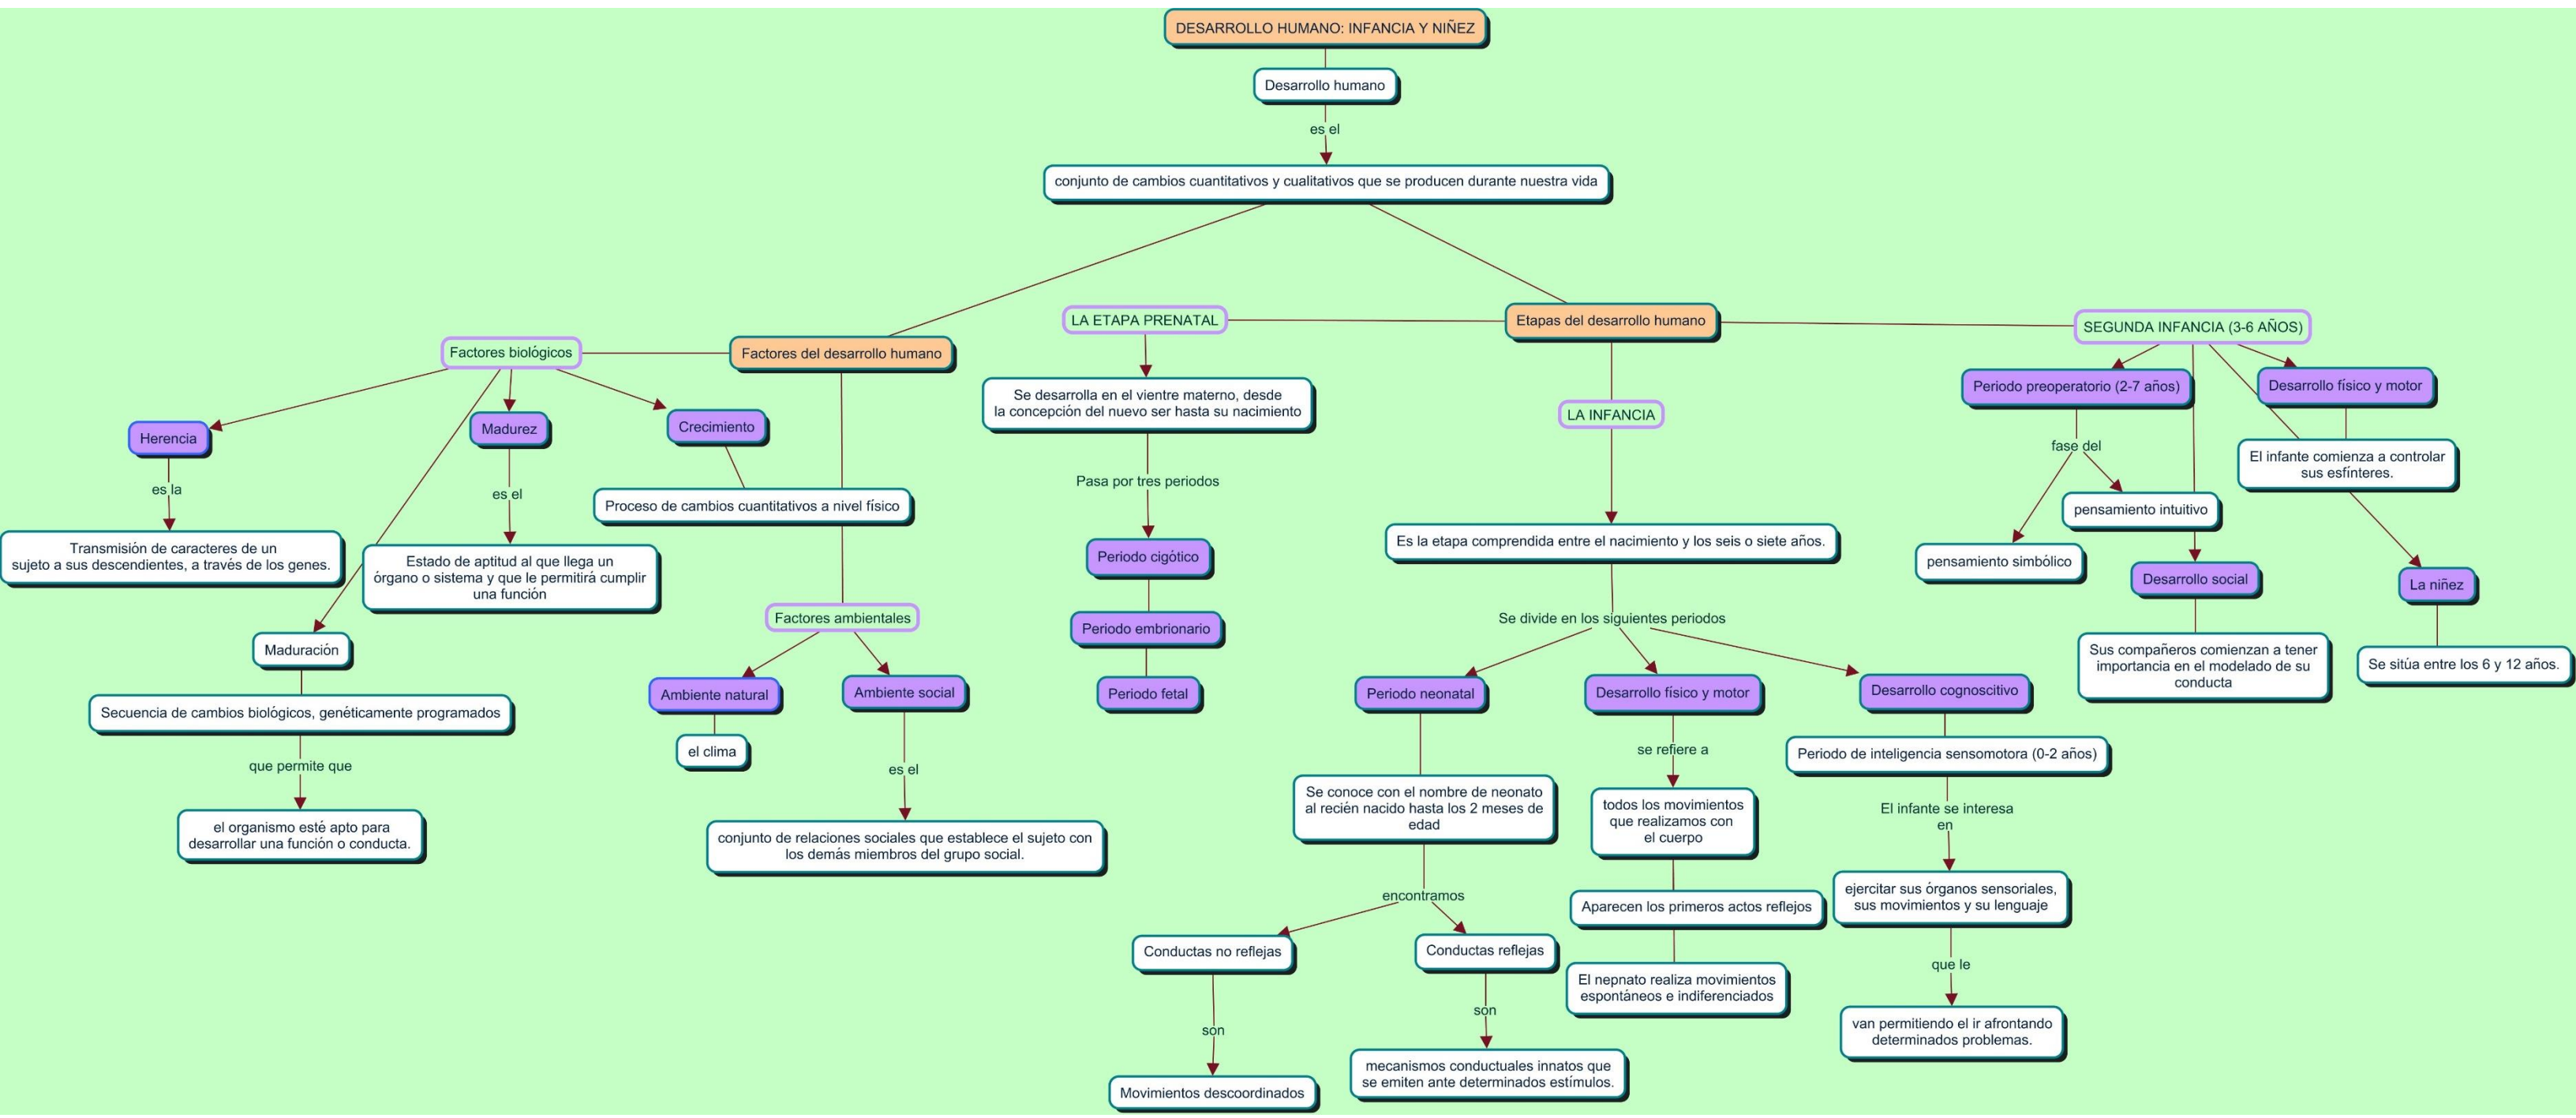 DESARROLLO HUMANO: INFANCIA Y NIÑEZ
Desarrollo humano
es el
conjunto de cambios cuantitativos y cualitativos que se producen durante nuestra vida
Factores del desarrollo humano
Factores biológicos
Herencia
es la
Transmisión de caracteres de un
sujeto a sus descendientes, a través de los genes.
Madurez
es el
Estado de aptitud al que llega un
órgano o sistema y que le permitirá cumplir
una función
Crecimiento
Proceso de cambios cuantitativos a nivel físico
Maduración
Secuencia de cambios biológicos, genéticamente programados
que permite que
el organismo esté apto para
desarrollar una función o conducta.
Factores ambientales
Ambiente natural
el clima
Ambiente social
es el
conjunto de relaciones sociales que establece el sujeto con
los demás miembros del grupo social.
Etapas del desarrollo humano
LA ETAPA PRENATAL
Se desarrolla en el vientre materno, desde
la concepción del nuevo ser hasta su nacimiento
Pasa por tres periodos
Periodo cigótico
Periodo embrionario
Periodo fetal
LA INFANCIA
Es la etapa comprendida entre el nacimiento y los seis o siete años.
Se divide en los siguientes periodos
Periodo neonatal
Se conoce con el nombre de neonato
al recién nacido hasta los 2 meses de
edad
encontramos
Conductas no reflejas
son
Movimientos descoordinados
Conductas reflejas
son
mecanismos conductuales innatos que
se emiten ante determinados estímulos.
Desarrollo físico y motor
se refiere a
todos los movimientos
que realizamos con
el cuerpo
Aparecen los primeros actos reflejos
El nepnato realiza movimientos
espontáneos e indiferenciados
Desarrollo cognoscitivo
Periodo de inteligencia sensomotora (0-2 años)
El infante se interesa
en
ejercitar sus órganos sensoriales,
sus movimientos y su lenguaje
que le
van permitiendo el ir afrontando
determinados problemas.
SEGUNDA INFANCIA (3-6 AÑOS)
Periodo preoperatorio (2-7 años)
fase del
pensamiento simbólico
pensamiento intuitivo
Desarrollo social
Sus compañeros comienzan a tener
importancia en el modelado de su
conducta
Desarrollo físico y motor
El infante comienza a controlar
sus esfínteres.
La niñez
Se sitúa entre los 6 y 12 años.